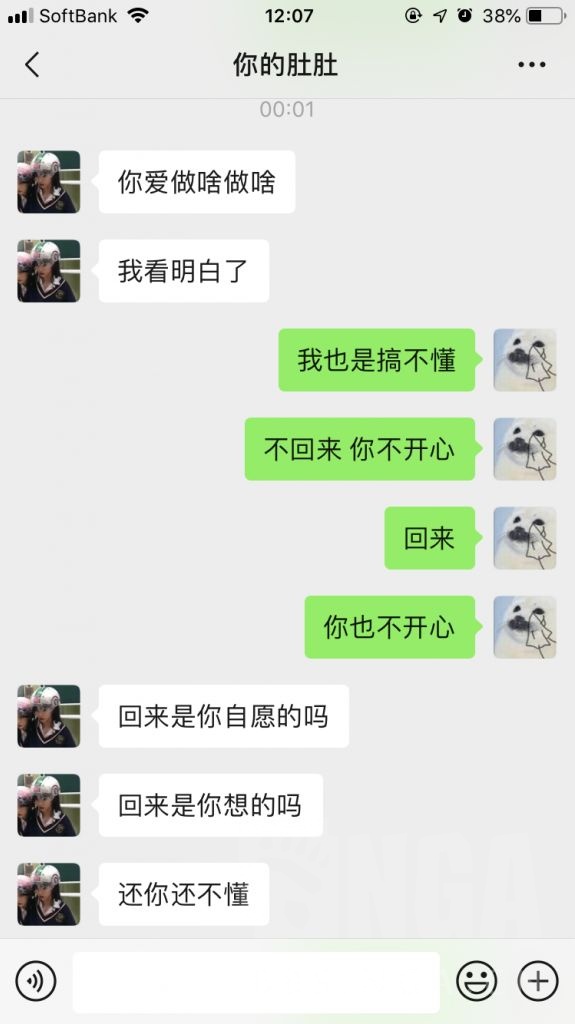 SoftBank 12:07 38%
你的肚肚
00:01
你爱做啥做啥
我看明白了
我也是搞不懂
不回来 你不开心
回来
你也不开心
回来是你自愿的吗
回来是你想的吗
还你还不懂
NGA